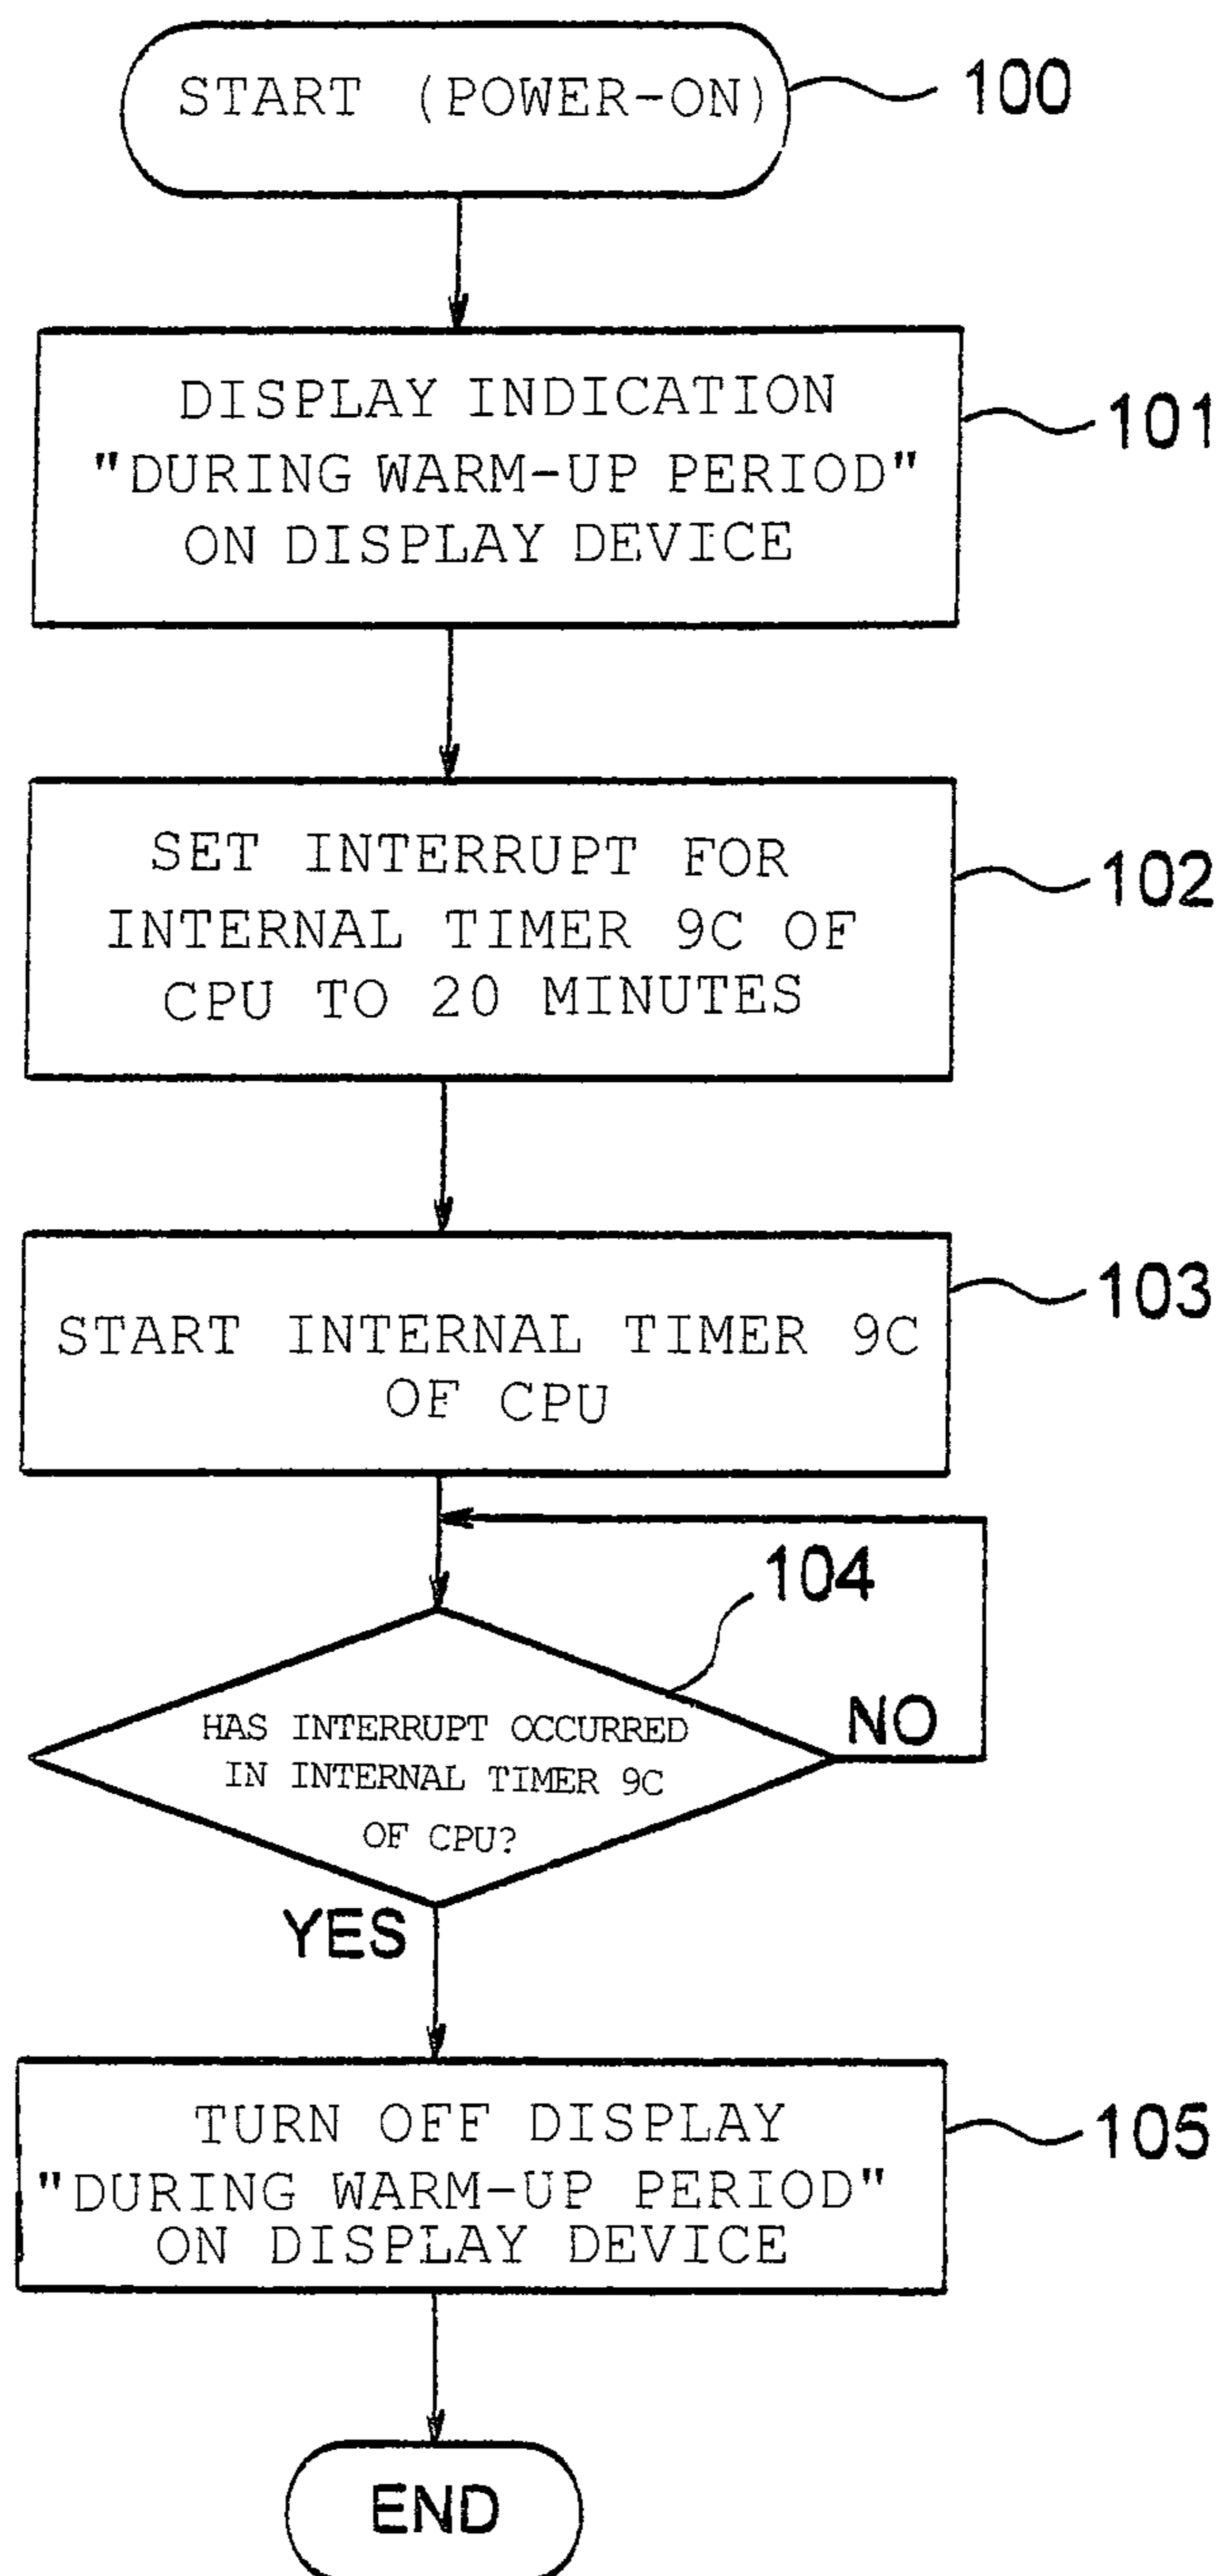 START (POWER-ON)
100
DISPLAY INDICATION
"DURING WARM-UP PERIOD"
ON DISPLAY DEVICE
101
SET INTERRUPT FOR
INTERNAL TIMER 9C OF
CPU TO 20 MINUTES
102
START INTERNAL TIMER 9C
OF CPU
103
104
HAS INTERRUPT OCCURRED
IN INTERNAL TIMER 9C
OF CPU?
NO
YES
TURN OFF DISPLAY
"DURING WARM-UP PERIOD"
ON DISPLAY DEVICE
105
END